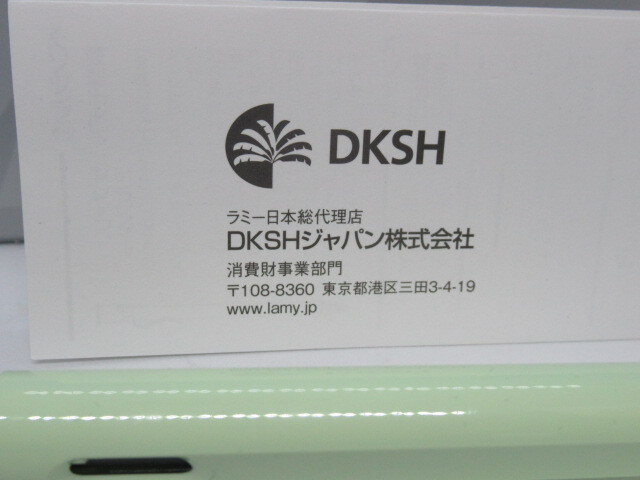 DKSH
ラミー日本総代理店
DKSHジャパン株式会社
消費財事業部門
〒108-8360 東京都港区三田3-4-19
www.lamy.jp